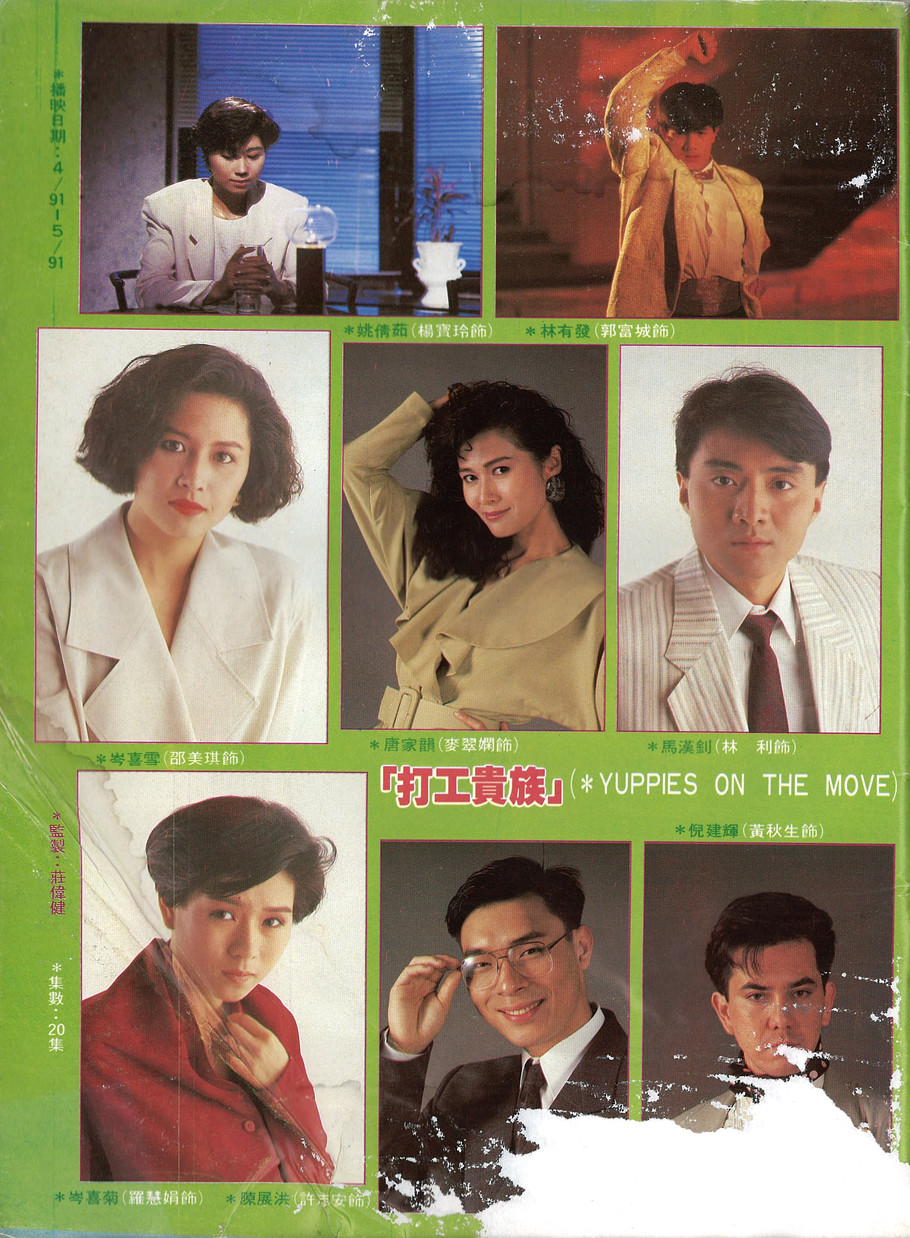 ＊播映日期：4／91－5／91
＊姚倩茹(楊寶玲飾)
＊林有發(郭富城飾)
＊岑喜雪(邵美琪飾)
＊唐家韻(麥翠嫻飾)
＊馬漢釗(林　利飾)
「打工貴族」(＊YUPPIES ON THE MOVE)
＊倪建輝(黃秋生飾)
＊監製：莊偉健
＊集數：20集
＊岑喜菊(羅慧娟飾)
＊陳展洪(許志安飾)